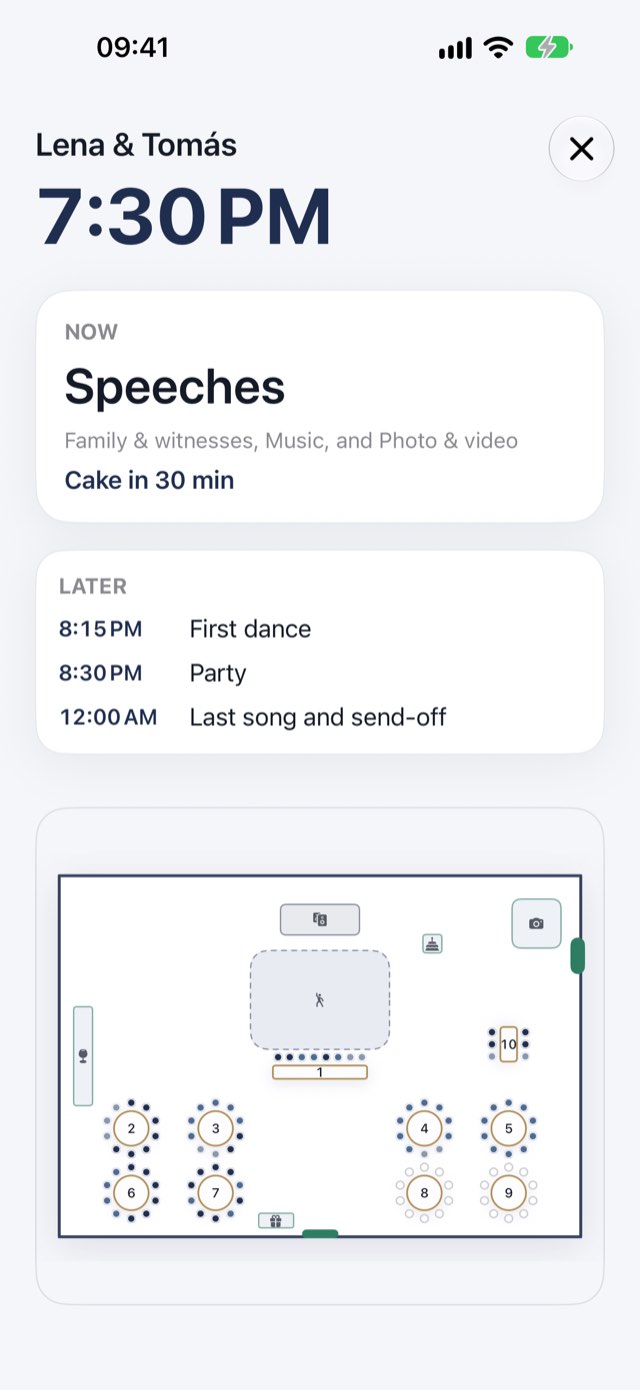 09:41
Lena & Tomás
7:30 PM
NOW
Speeches
Family & witnesses, Music, and Photo & video
Cake in 30 min
LATER
8:15 PM First dance
8:30 PM Party
12:00 AM Last song and send-off
10
1
2 3 4 5
6 7 8 9